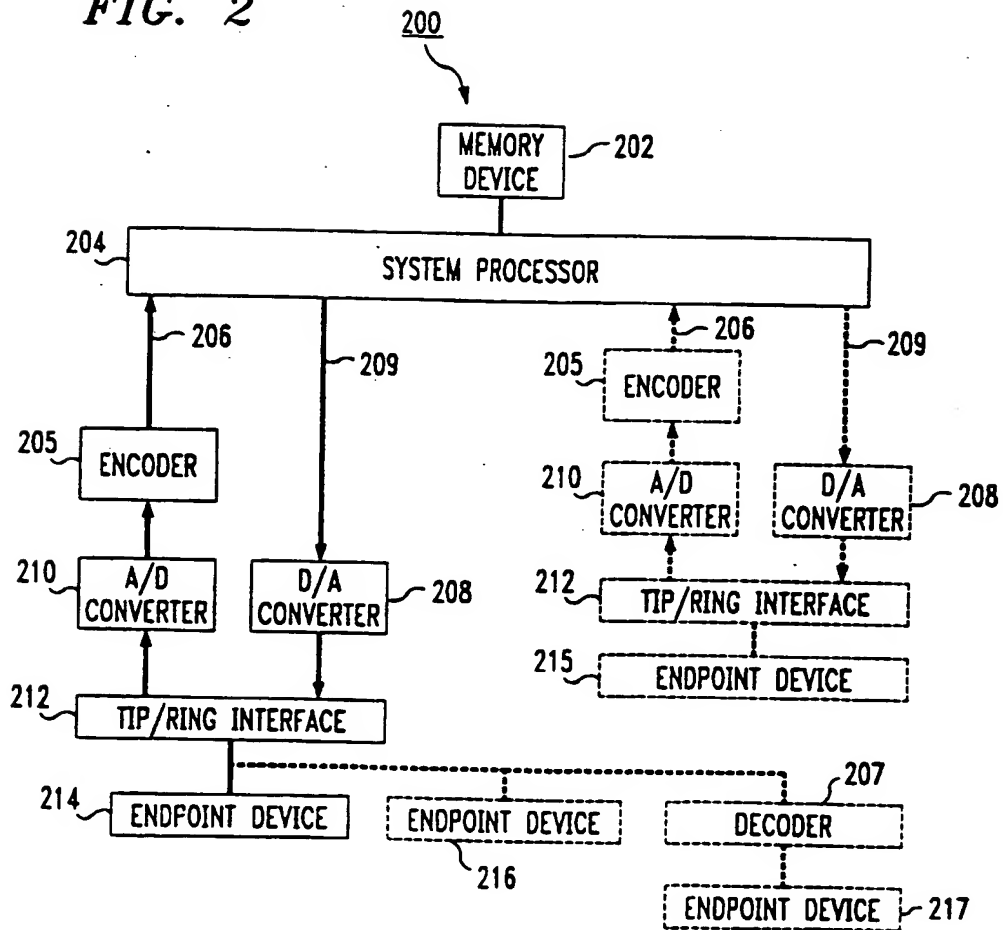 FIG. 2
200
MEMORY
DEVICE
202
204
SYSTEM PROCESSOR
206
209
206
209
205
ENCODER
205
ENCODER
210
A/D
CONVERTER
D/A
CONVERTER
208
210
A/D
CONVERTER
D/A
CONVERTER
208
212
TIP/RING INTERFACE
215
ENDPOINT DEVICE
212
TIP/RING INTERFACE
207
214
ENDPOINT DEVICE
ENDPOINT DEVICE
216
DECODER
ENDPOINT DEVICE
217